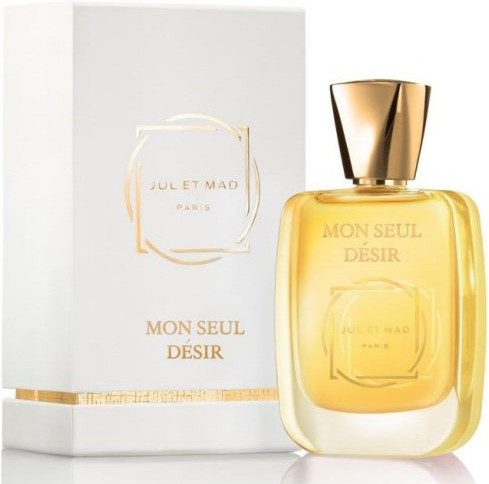 JUL ET MAD
PARIS
MON SEUL
DÉSIR
MON SEUL
DÉSIR
JUL ET MAD
PARIS